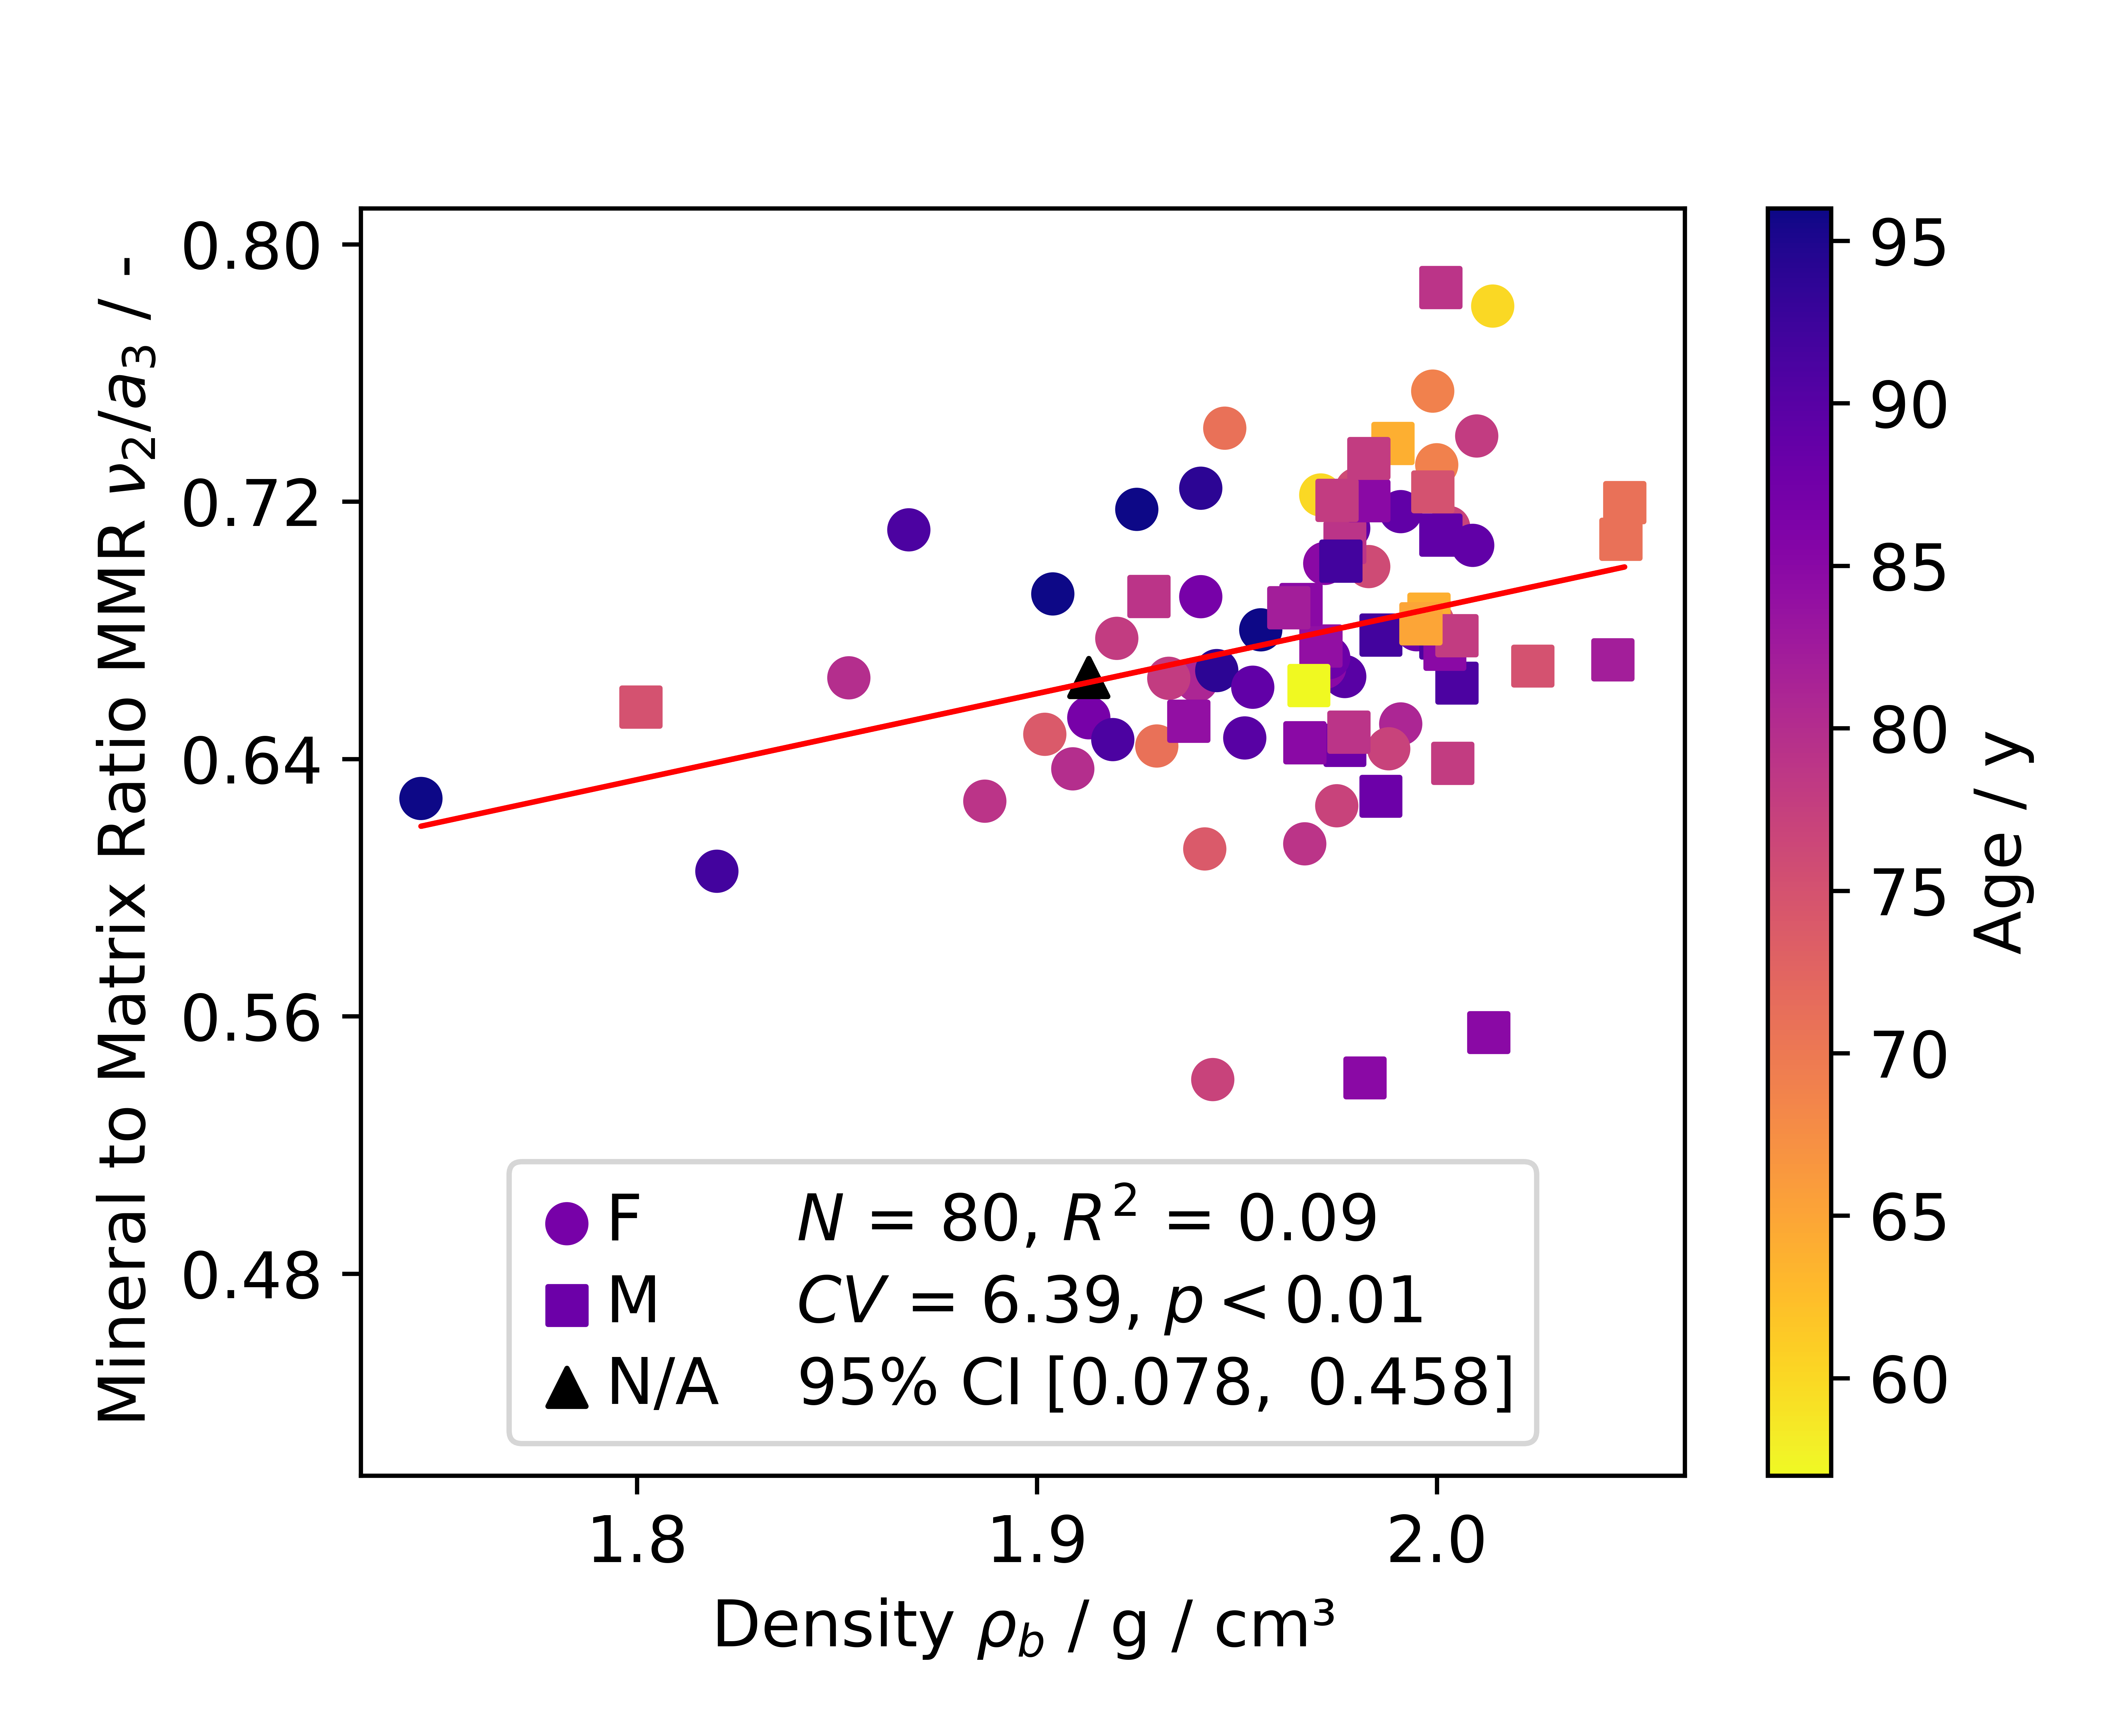 Mineral to Matrix Ratio MMR ν₂/a₃ / -
0.80
0.72
0.64
0.56
0.48
F
M
N/A
N = 80, R² = 0.09
CV = 6.39, p < 0.01
95% CI [0.078, 0.458]
1.8 1.9 2.0
Density ρ_b / g / cm³
95
90
85
80
75
70
65
60
Age / y